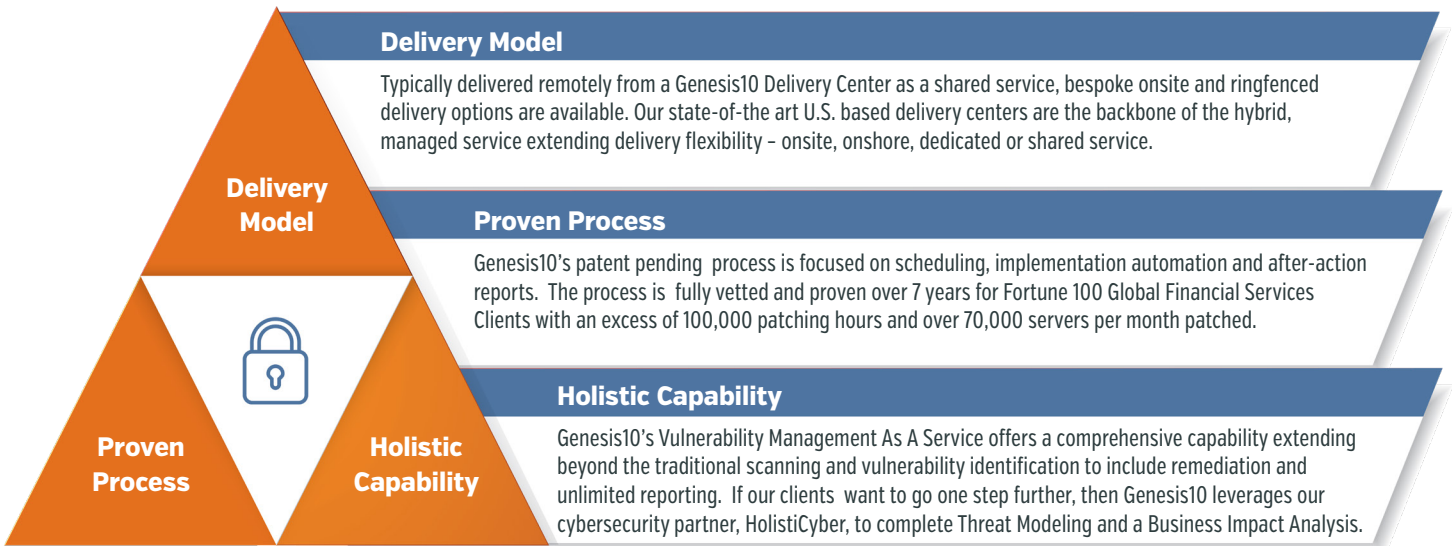 Delivery Model
Typically delivered remotely from a Genesis10 Delivery Center as a shared service, bespoke onsite and ringfenced
delivery options are available. Our state-of-the art U.S. based delivery centers are the backbone of the hybrid,
managed service extending delivery flexibility – onsite, onshore, dedicated or shared service.
Delivery
Model
Proven Process
Genesis10's patent pending process is focused on scheduling, implementation automation and after-action
reports. The process is fully vetted and proven over 7 years for Fortune 100 Global Financial Services
Clients with an excess of 100,000 patching hours and over 70,000 servers per month patched.
Holistic Capability
Genesis10's Vulnerability Management As A Service offers a comprehensive capability extending
beyond the traditional scanning and vulnerability identification to include remediation and
unlimited reporting. If our clients want to go one step further, then Genesis10 leverages our
cybersecurity partner, HolistiCyber, to complete Threat Modeling and a Business Impact Analysis.
Proven
Process
Holistic
Capability